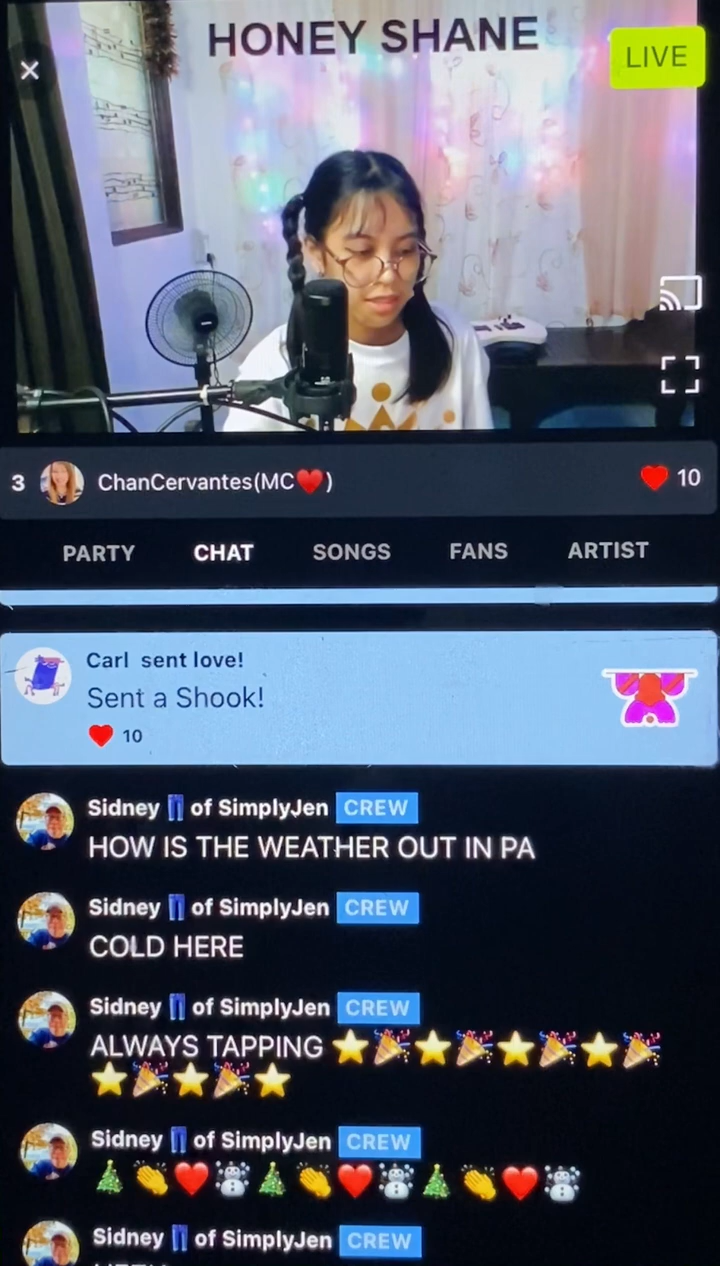 HONEY SHANE
LIVE
3 ChanCervantes(MC❤️) ❤️ 10
PARTY CHAT SONGS FANS ARTIST
Carl sent love!
Sent a Shook!
❤️ 10
Sidney 👖 of SimplyJen CREW
HOW IS THE WEATHER OUT IN PA
Sidney 👖 of SimplyJen CREW
COLD HERE
Sidney 👖 of SimplyJen CREW
ALWAYS TAPPING ⭐🎉⭐🎉⭐🎉⭐🎉
⭐🎉⭐🎉⭐
Sidney 👖 of SimplyJen CREW
🎄👏❤️☃️🎄👏❤️☃️🎄👏❤️☃️
Sidney 👖 of SimplyJen CREW